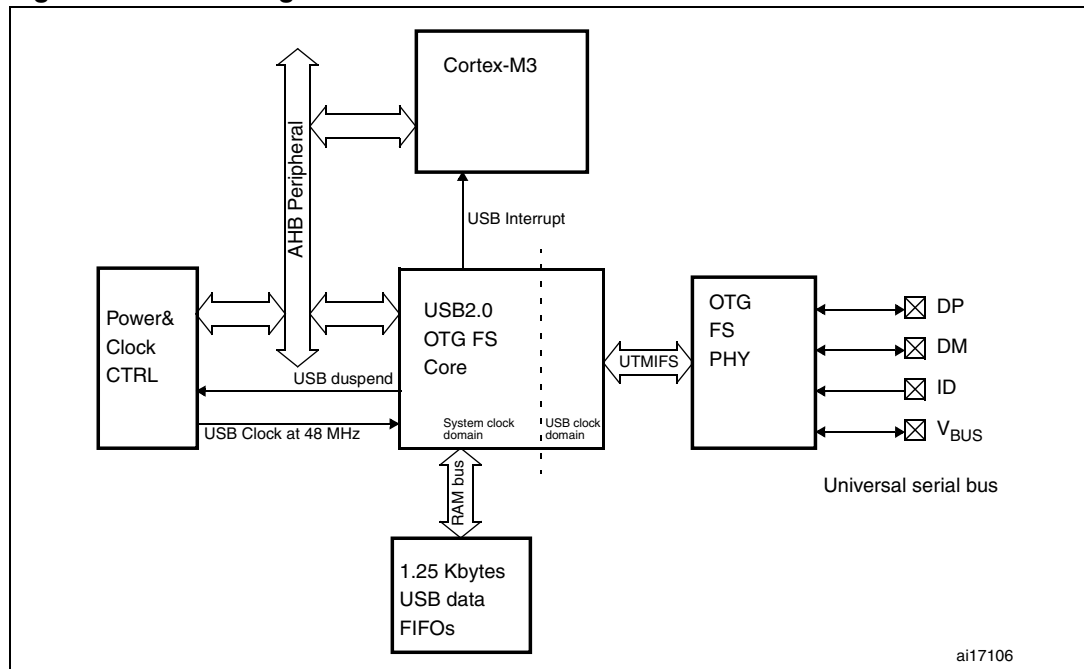 Cortex-M3
AHB Peripheral
USB Interrupt
Power&
Clock
CTRL
USB2.0
OTG FS
Core
System clock
domain
USB clock
domain
USB duspend
USB Clock at 48 MHz
UTMIFS
OTG
FS
PHY
DP
DM
ID
VBUS
Universal serial bus
RAM bus
1.25 Kbytes
USB data
FIFOs
ai17106